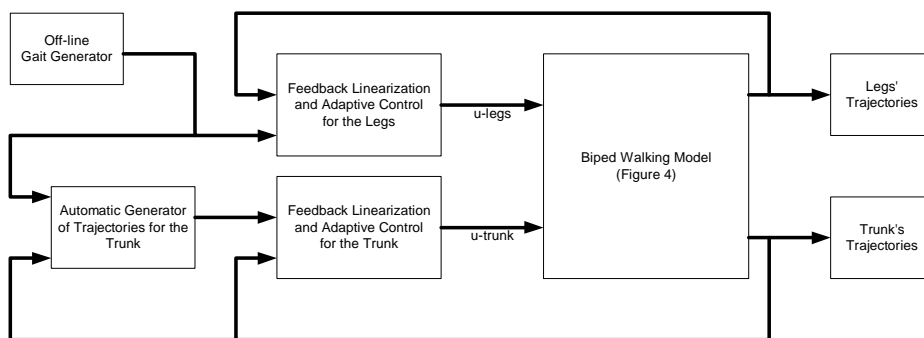 Off-line
Gait Generator
Feedback Linearization
and Adaptive Control
for the Legs
u-legs
Biped Walking Model
(Figure 4)
Legs'
Trajectories
Automatic Generator
of Trajectories for the
Trunk
Feedback Linearization
and Adaptive Control
for the Trunk
u-trunk
Trunk's
Trajectories